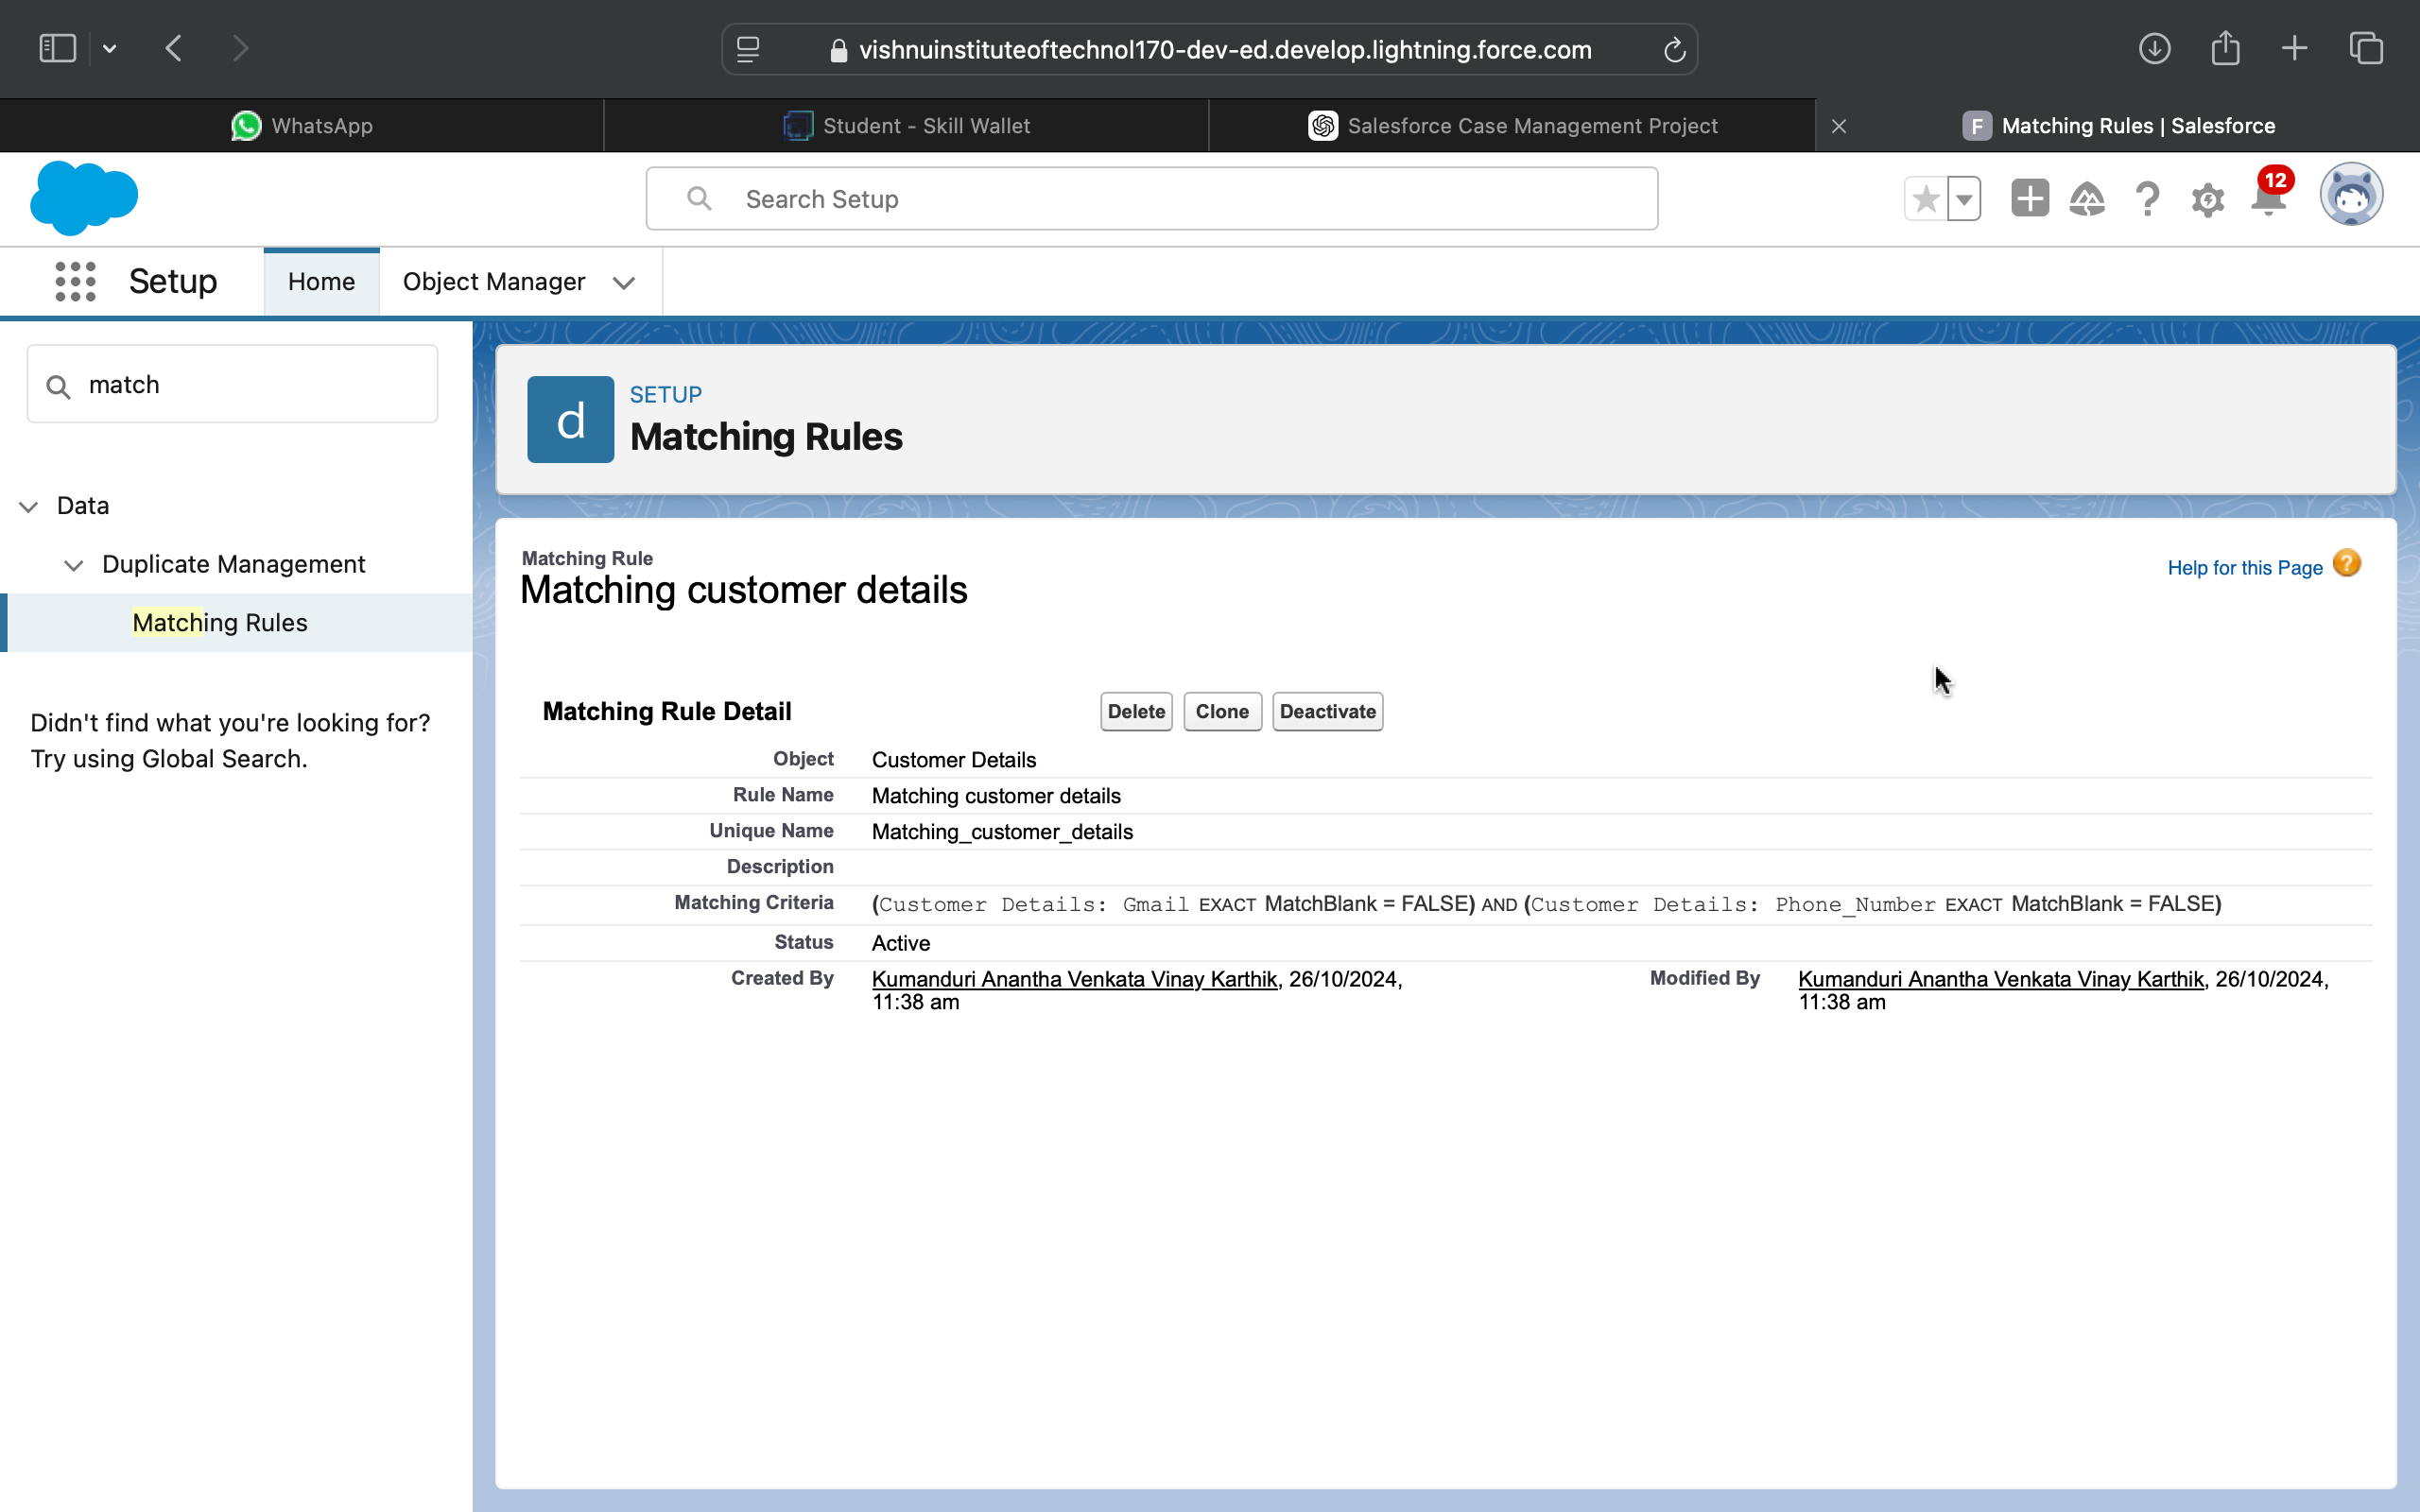 vishnuinstituteoftechnol170-dev-ed.develop.lightning.force.com
WhatsApp
Student - Skill Wallet
Salesforce Case Management Project
F Matching Rules | Salesforce
Search Setup
12
Setup
Home
Object Manager
match
Data
Duplicate Management
Matching Rules
Didn't find what you're looking for?
Try using Global Search.
d
SETUP
Matching Rules
Matching Rule
Matching customer details
Help for this Page ?
Matching Rule Detail
Delete Clone Deactivate
Object Customer Details
Rule Name Matching customer details
Unique Name Matching_customer_details
Description
Matching Criteria (Customer Details: Gmail EXACT MatchBlank = FALSE) AND (Customer Details: Phone_Number EXACT MatchBlank = FALSE)
Status Active
Created By Kumanduri Anantha Venkata Vinay Karthik, 26/10/2024,
11:38 am
Modified By Kumanduri Anantha Venkata Vinay Karthik, 26/10/2024,
11:38 am